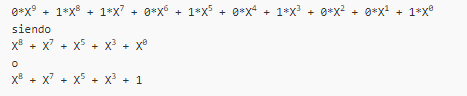 0*X⁹ + 1*X⁸ + 1*X⁷ + 0*X⁶ + 1*X⁵ + 0*X⁴ + 1*X³ + 0*X² + 0*X¹ + 1*X⁰
siendo
X⁸ + X⁷ + X⁵ + X³ + X⁰
o
X⁸ + X⁷ + X⁵ + X³ + 1